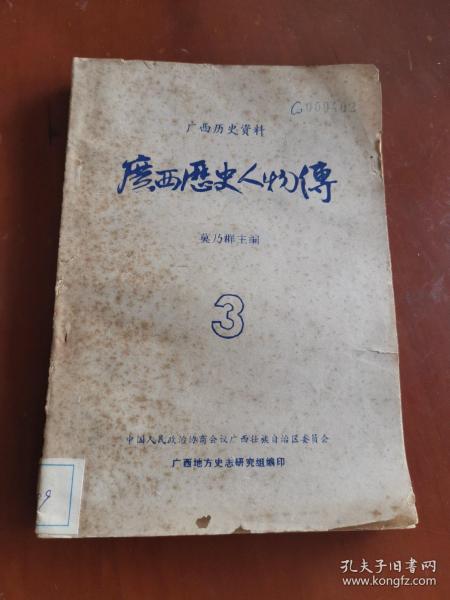 G000402
广西历史资料
廣西歷史人物傳
莫乃群主编
3
中国人民政治协商会议广西壮族自治区委员会
广西地方史志研究组编印
9
孔夫子旧书网
www.kongfz.com